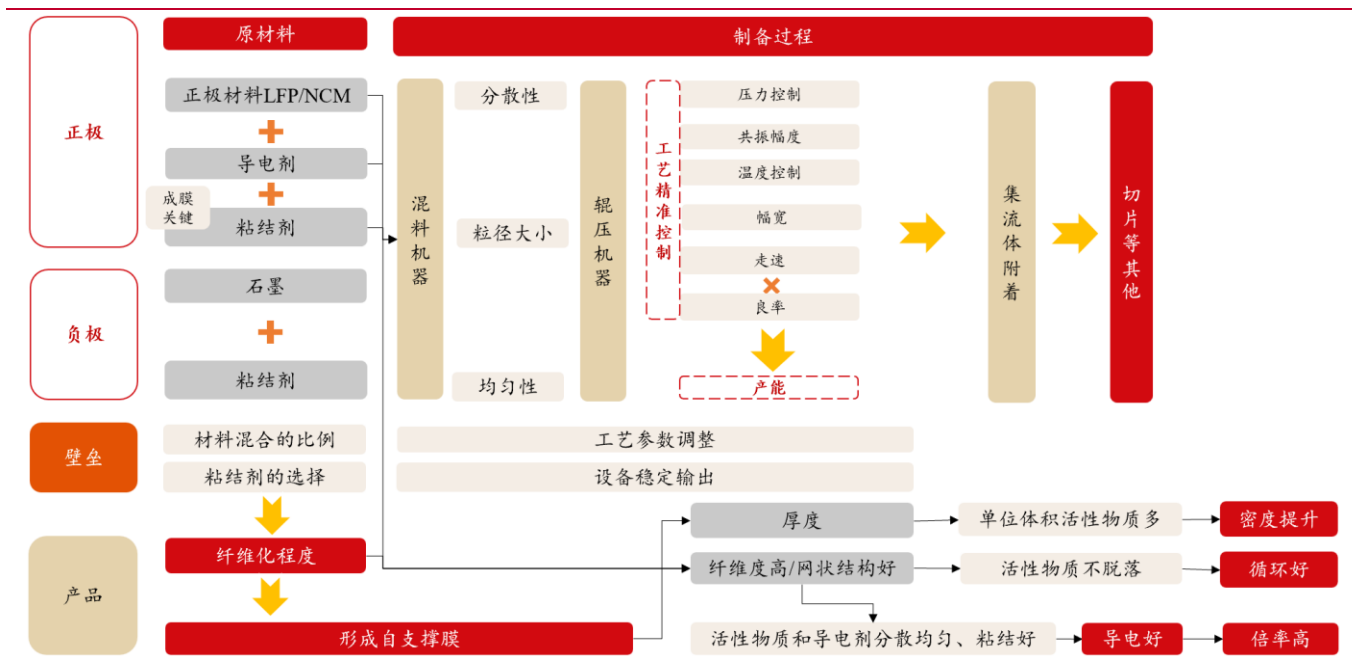 原材料
制备过程
正极
正极材料LFP/NCM
导电剂
成膜
关键
粘结剂
负极
石墨
粘结剂
混料机器
分散性
粒径大小
均匀性
辊压机器
工艺精准控制
压力控制
共振幅度
温度控制
幅宽
走速
良率
产能
集流体附着
切片等其他
壁垒
材料混合的比例
粘结剂的选择
工艺参数调整
设备稳定输出
产品
纤维化程度
形成自支撑膜
厚度
单位体积活性物质多
密度提升
纤维度高/网状结构好
活性物质不脱落
循环好
活性物质和导电剂分散均匀、粘结好
导电好
倍率高